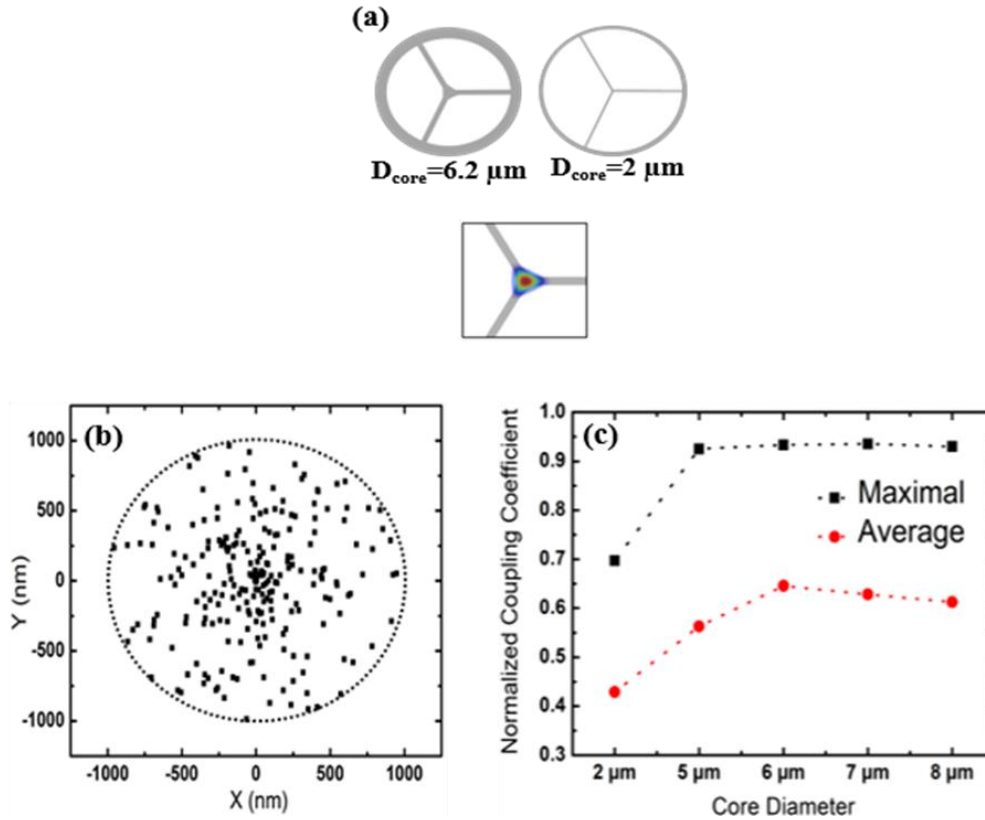 (a)
D_core=6.2 µm
D_core=2 µm
(b)
1000
500
0
-500
-1000
Y (nm)
-1000 -500 0 500 1000
X (nm)
(c)
1.0
0.9
0.8
0.7
0.6
0.5
0.4
0.3
Normalized Coupling Coefficient
Maximal
Average
2 µm 5 µm 6 µm 7 µm 8 µm
Core Diameter